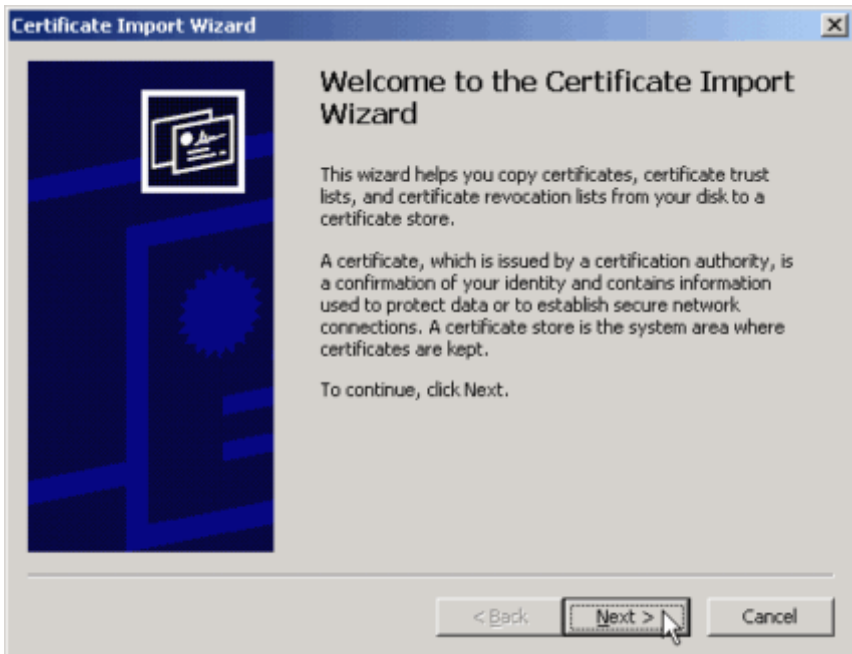 Certificate Import Wizard
Welcome to the Certificate Import
Wizard
This wizard helps you copy certificates, certificate trust
lists, and certificate revocation lists from your disk to a
certificate store.
A certificate, which is issued by a certification authority, is
a confirmation of your identity and contains information
used to protect data or to establish secure network
connections. A certificate store is the system area where
certificates are kept.
To continue, click Next.
< Back Next > Cancel